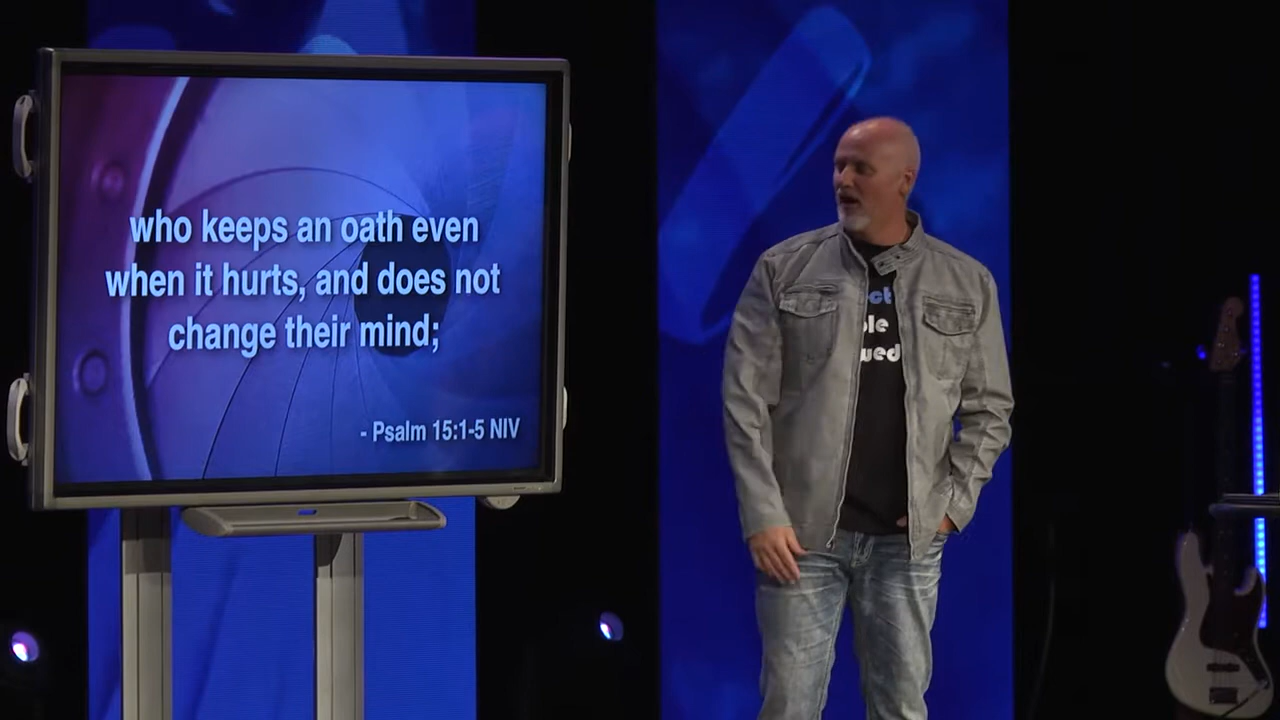 who keeps an oath even
when it hurts, and does not
change their mind;
- Psalm 15:1-5 NIV